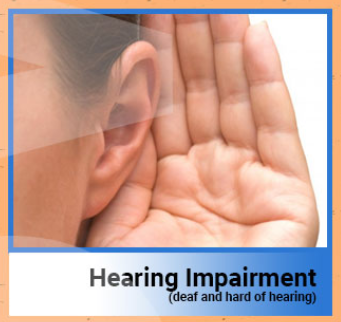 Hearing Impairment
(deaf and hard of hearing)